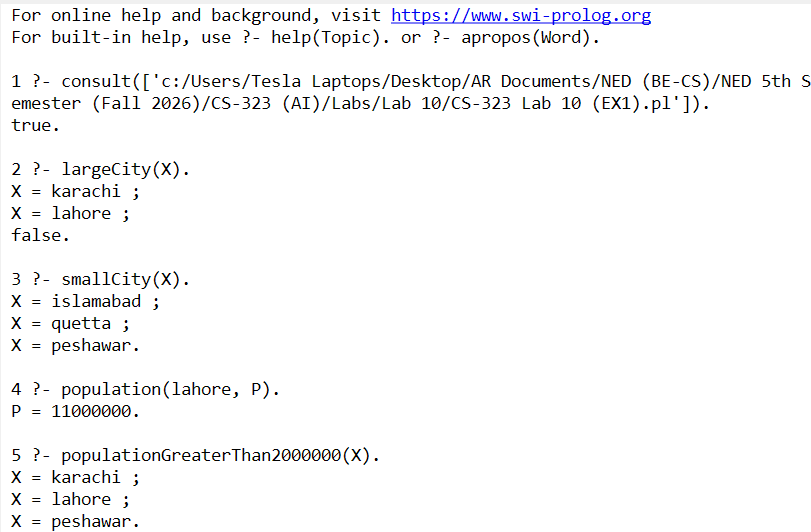 For online help and background, visit https://www.swi-prolog.org
For built-in help, use ?- help(Topic). or ?- apropos(Word).
1 ?- consult(['c:/Users/Tesla Laptops/Desktop/AR Documents/NED (BE-CS)/NED 5th S
emester (Fall 2026)/CS-323 (AI)/Labs/Lab 10/CS-323 Lab 10 (EX1).pl']).
true.
2 ?- largeCity(X).
X = karachi ;
X = lahore ;
false.
3 ?- smallCity(X).
X = islamabad ;
X = quetta ;
X = peshawar.
4 ?- population(lahore, P).
P = 11000000.
5 ?- populationGreaterThan2000000(X).
X = karachi ;
X = lahore ;
X = peshawar.